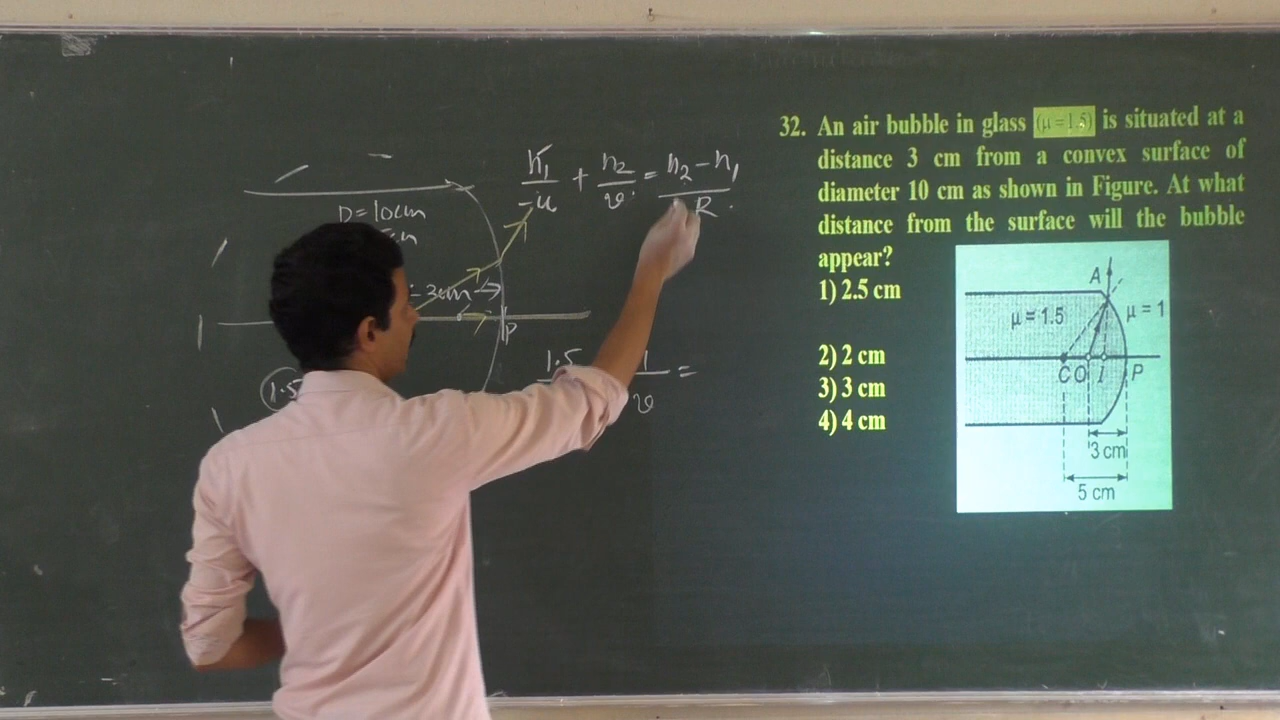 D=10cm
3cm
P
1.5
n₁/-u + n₂/v = n₂-n₁/R
1.5
1/v =
32. An air bubble in glass (μ=1.5) is situated at a
distance 3 cm from a convex surface of
diameter 10 cm as shown in Figure. At what
distance from the surface will the bubble
appear?
1) 2.5 cm
2) 2 cm
3) 3 cm
4) 4 cm
A
μ = 1.5
μ = 1
C O I P
3 cm
5 cm